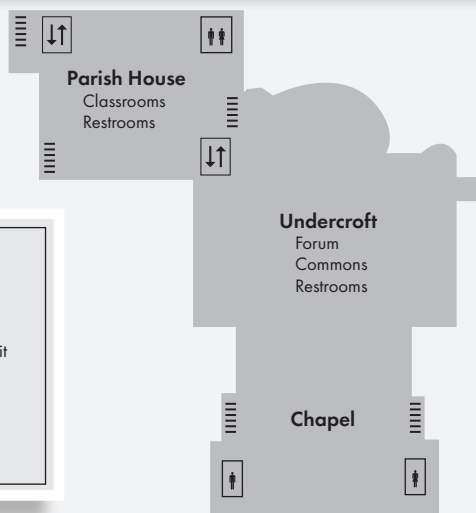 Parish House
Classrooms
Restrooms
Undercroft
Forum
Commons
Restrooms
it
Chapel